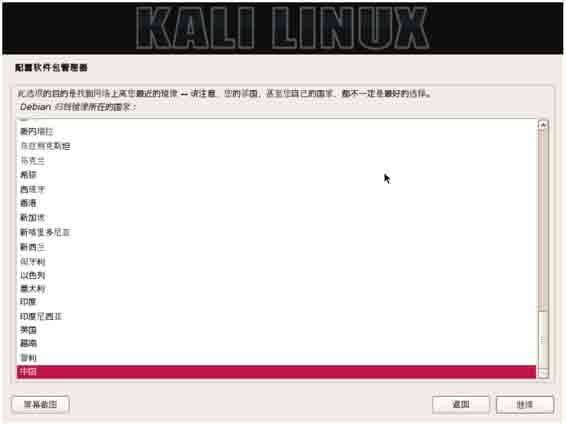 KALI LINUX
配置软件包管理器
此选项的目的是找到网络上离您最近的镜像 -- 请注意，您的邻国，甚至您自己的国家，都不一定是最好的选择。
Debian 归档镜像所在的国家：
委内瑞拉
乌兹别克斯坦
乌克兰
希腊
西班牙
香港
新加坡
新喀里多尼亚
新西兰
匈牙利
以色列
意大利
印度
印度尼西亚
英国
越南
智利
中国
屏幕截图
返回
继续